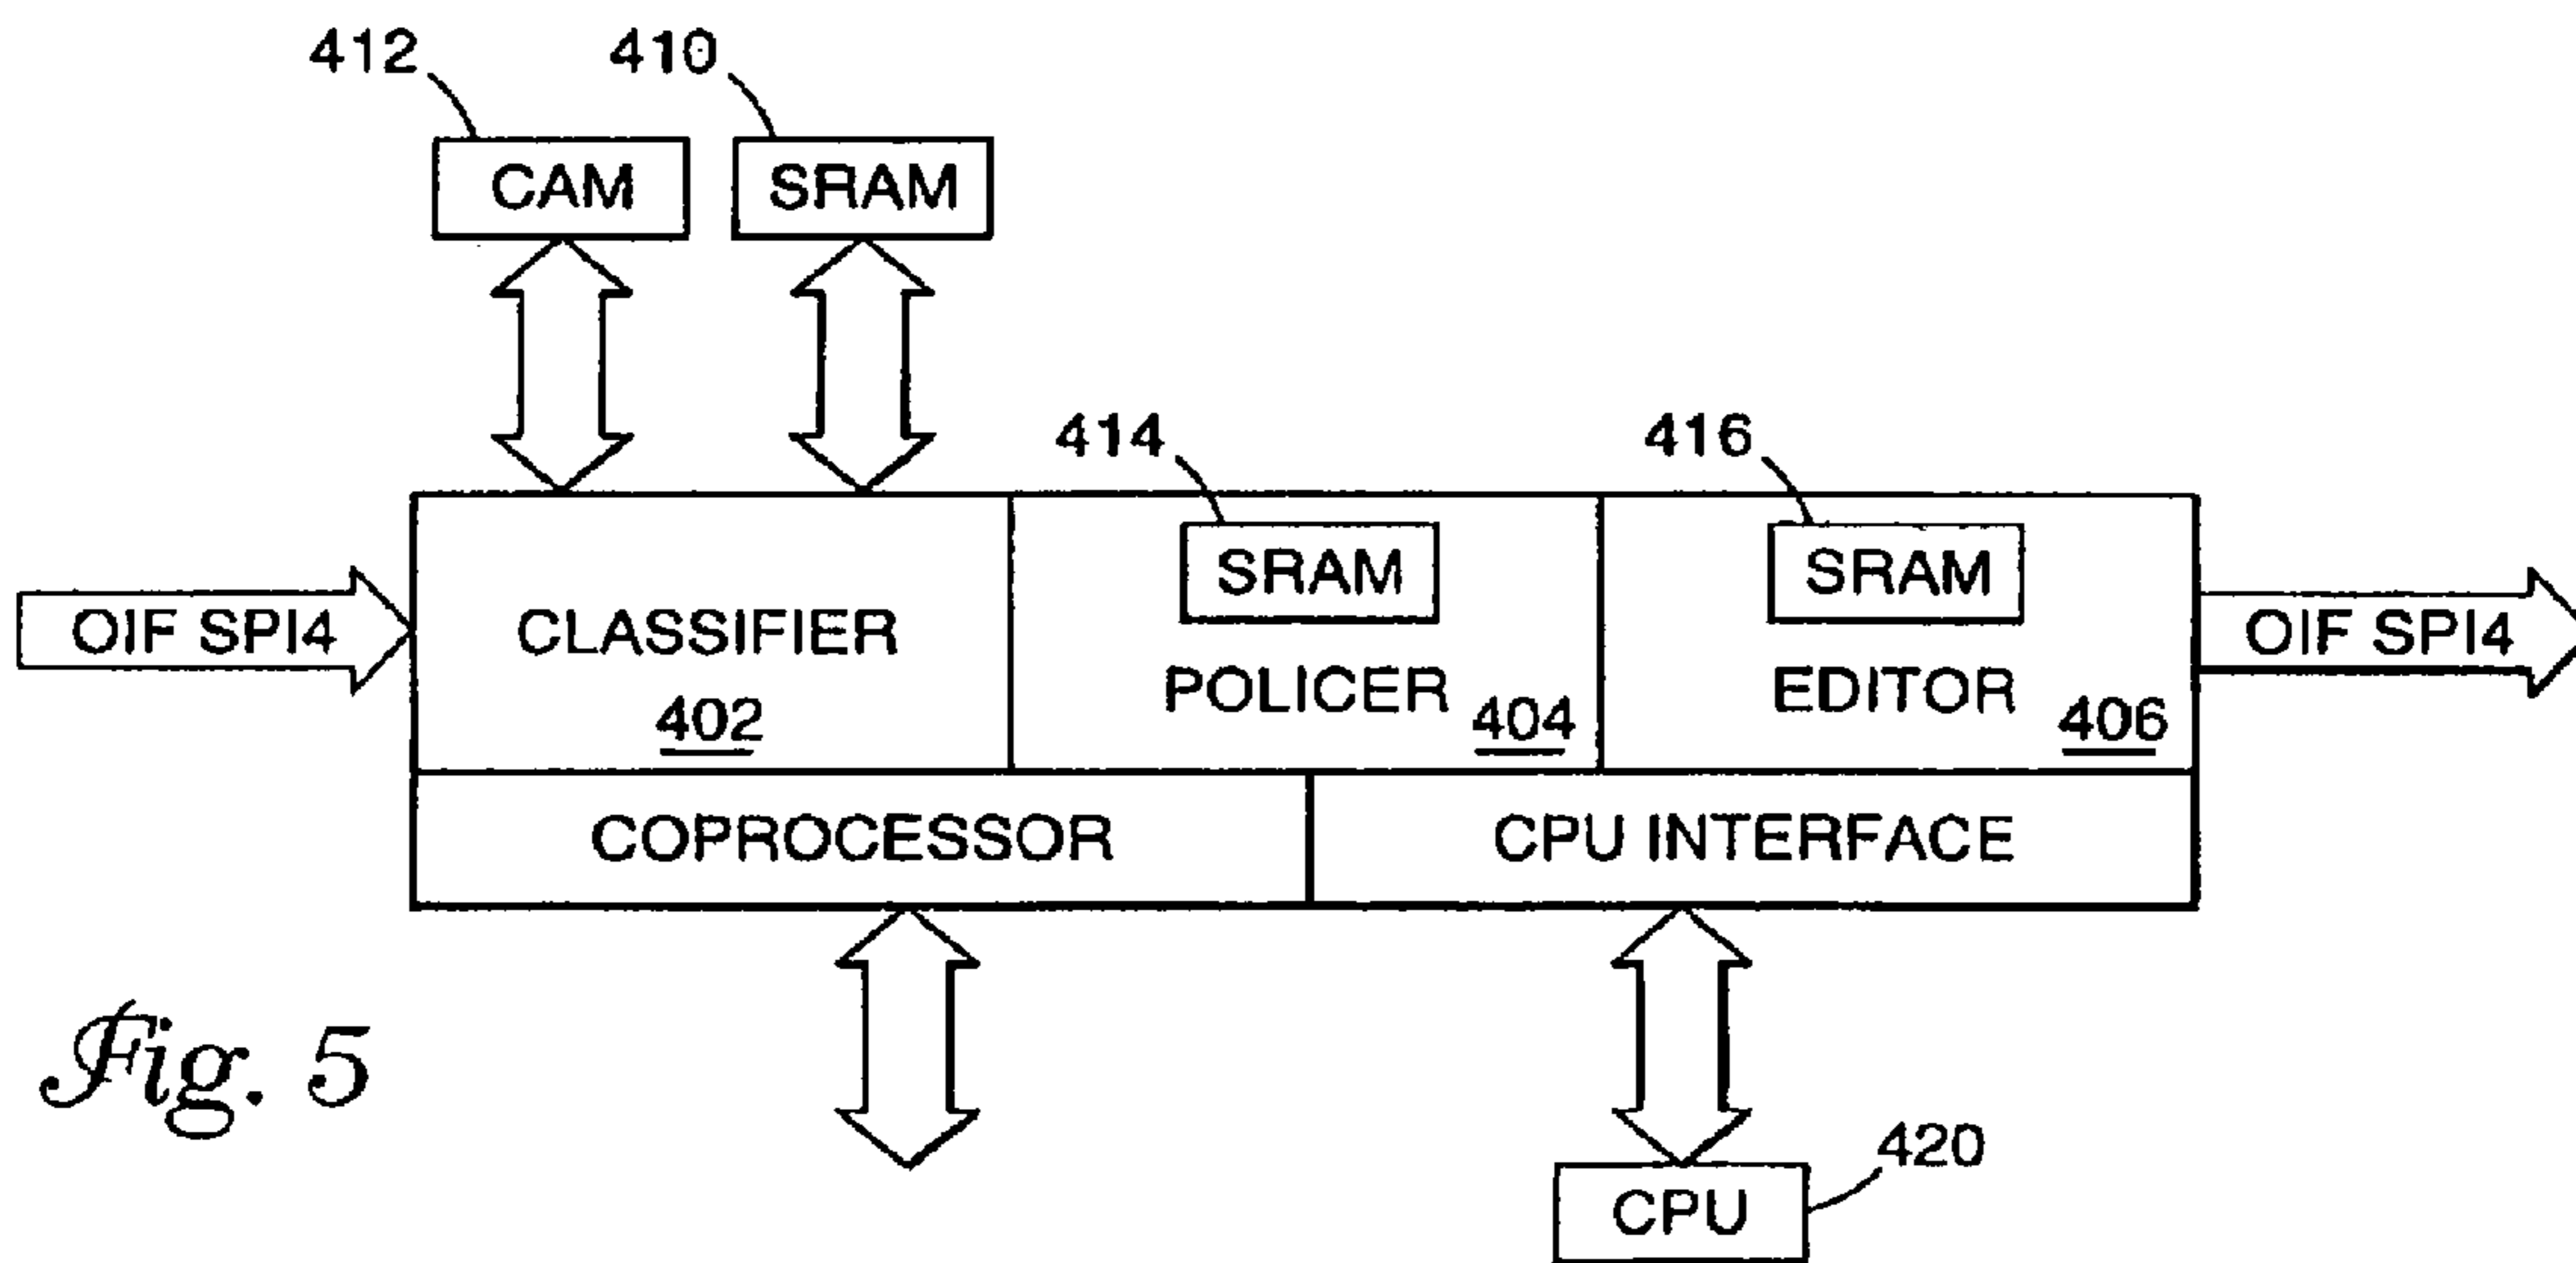 412
410
CAM
SRAM
414
416
SRAM
SRAM
OIF SPI4
CLASSIFIER
OIF SPI4
POLICER
EDITOR
402
404
406
COPROCESSOR
CPU INTERFACE
Fig. 5
420
CPU